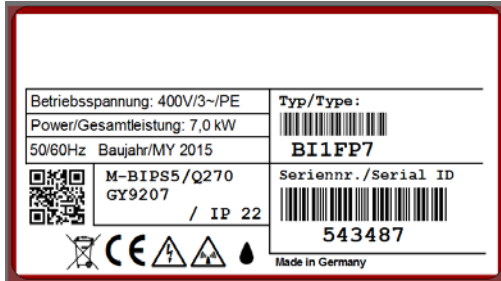 Betriebsspannung: 400V/3~/PE
Power/Gesamtleistung: 7,0 kW
50/60Hz Baujahr/MY 2015
M-BIPS5/Q270
GY9207
/ IP 22
Typ/Type:
BI1FP7
Seriennr./Serial ID
543487
CE
Made in Germany